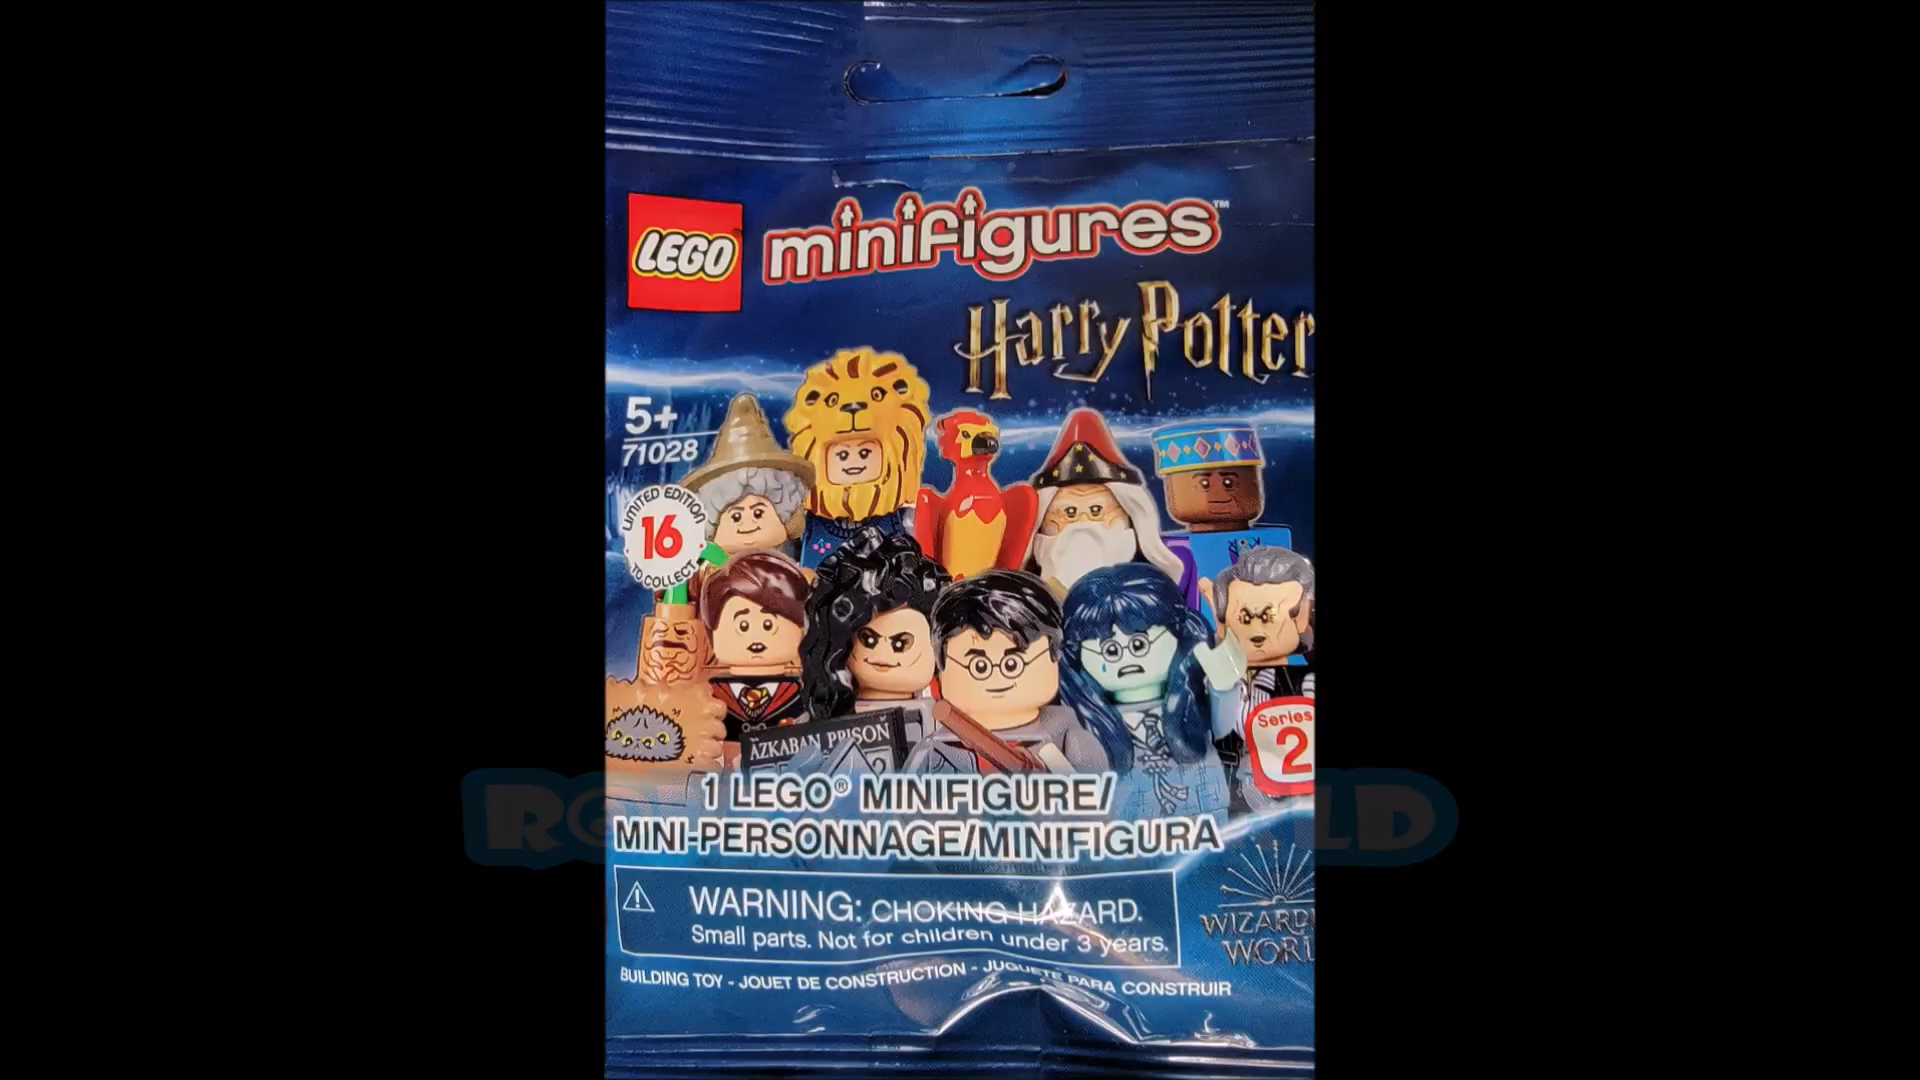 LEGO
minifigures™
Harry Potter
5+
71028
LIMITED EDITION
16
TO COLLECT
AZKABAN PRISON
Series
2
1 LEGO® MINIFIGURE/
MINI-PERSONNAGE/MINIFIGURA
WARNING: CHOKING HAZARD.
Small parts. Not for children under 3 years.
BUILDING TOY - JOUET DE CONSTRUCTION - JUGUETE PARA CONSTRUIR